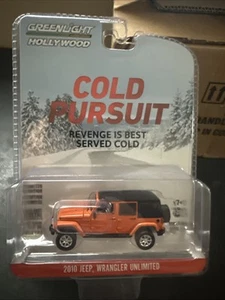 GREENLIGHT
HOLLYWOOD
COLD
PURSUIT
REVENGE IS BEST
SERVED COLD
2010 JEEP, WRANGLER UNLIMITED